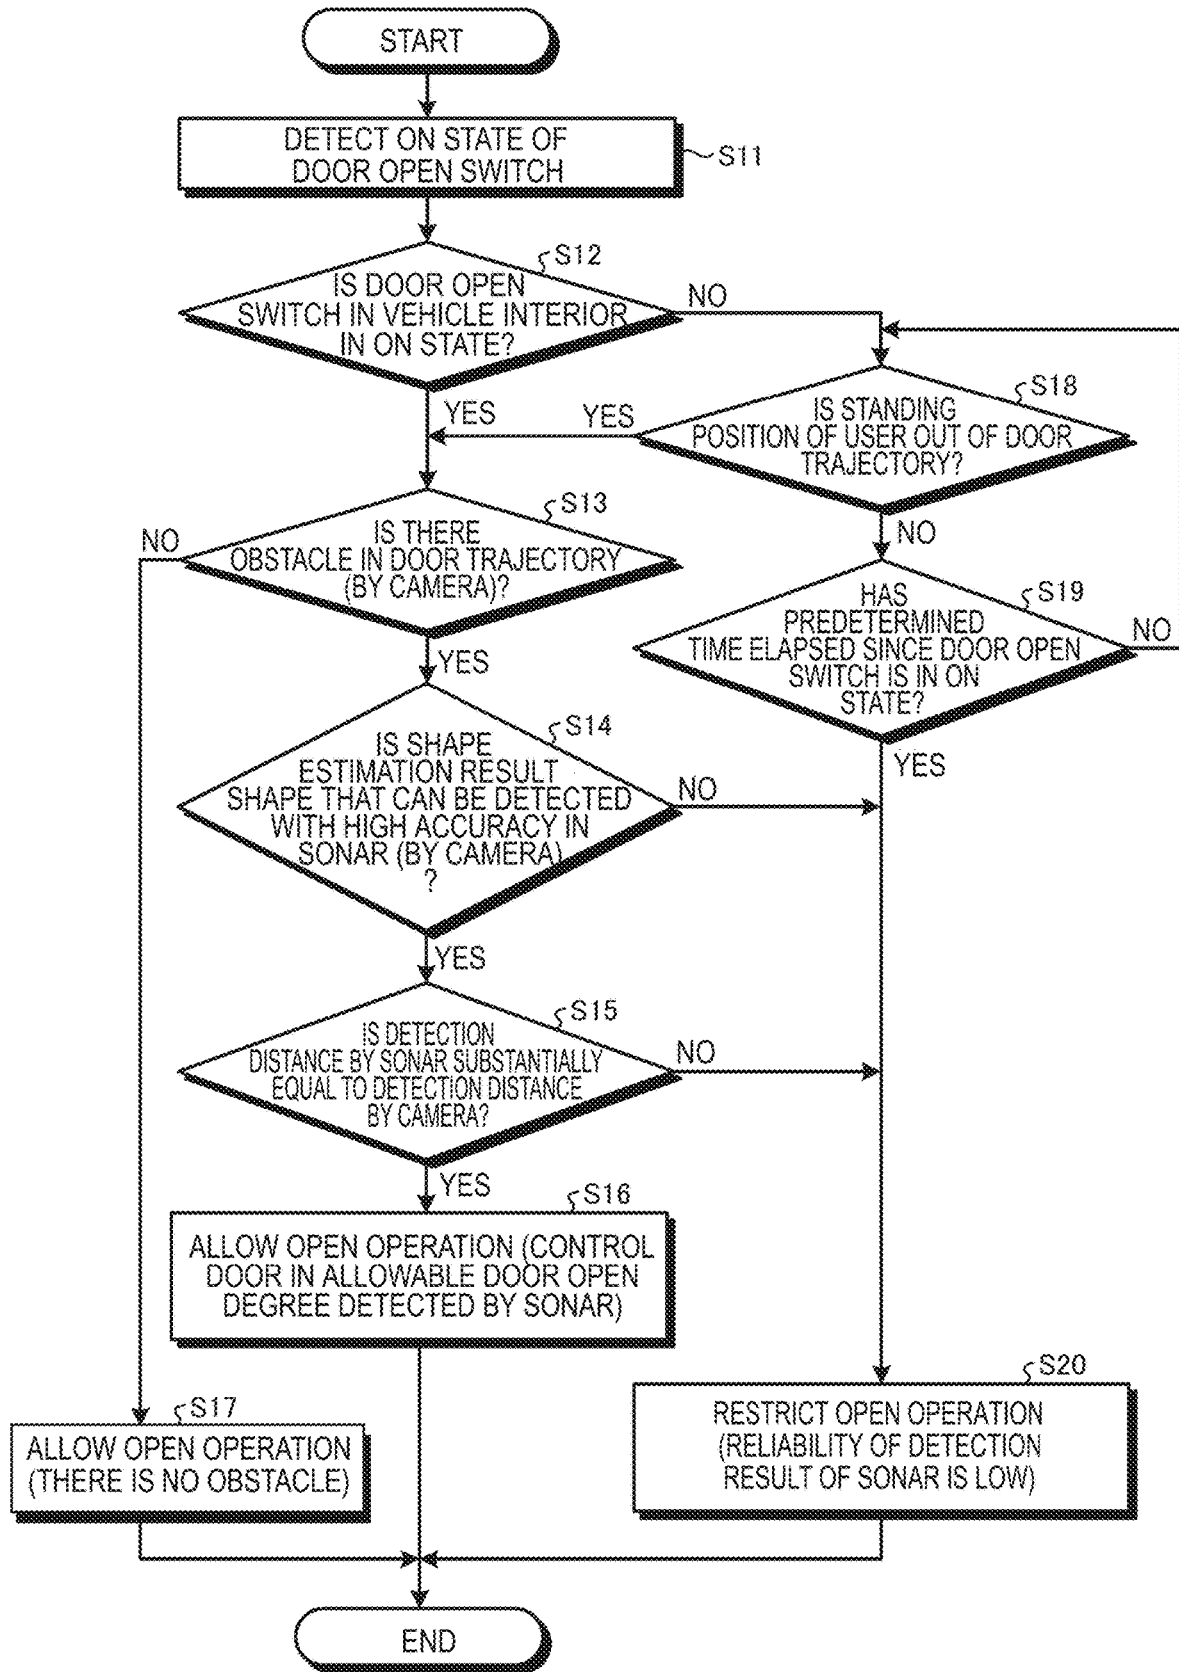 START
DETECT ON STATE OF
DOOR OPEN SWITCH
S11
S12
IS DOOR OPEN
SWITCH IN VEHICLE INTERIOR
IN ON STATE?
NO
YES
S18
IS STANDING
POSITION OF USER OUT OF DOOR
TRAJECTORY?
YES
NO
S13
IS THERE
OBSTACLE IN DOOR TRAJECTORY
(BY CAMERA)?
NO
YES
S19
HAS
PREDETERMINED
TIME ELAPSED SINCE DOOR OPEN
SWITCH IS IN ON
STATE?
NO
YES
S14
IS SHAPE
ESTIMATION RESULT
SHAPE THAT CAN BE DETECTED
WITH HIGH ACCURACY IN
SONAR (BY CAMERA)
?
NO
YES
S15
IS DETECTION
DISTANCE BY SONAR SUBSTANTIALLY
EQUAL TO DETECTION DISTANCE
BY CAMERA?
NO
YES
S16
ALLOW OPEN OPERATION (CONTROL
DOOR IN ALLOWABLE DOOR OPEN
DEGREE DETECTED BY SONAR)
S17
ALLOW OPEN OPERATION
(THERE IS NO OBSTACLE)
S20
RESTRICT OPEN OPERATION
(RELIABILITY OF DETECTION
RESULT OF SONAR IS LOW)
END